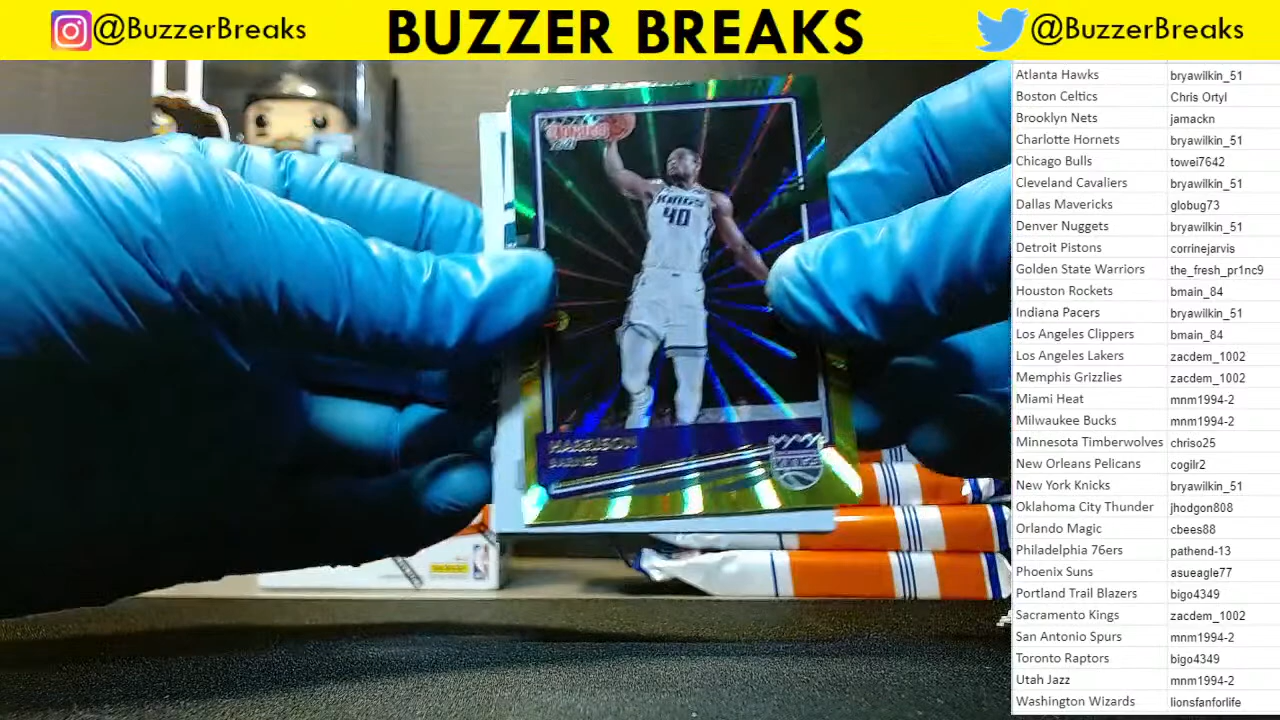 @BuzzerBreaks
BUZZER BREAKS
@BuzzerBreaks
Atlanta Hawks bryawilkin_51
Boston Celtics Chris Ortyl
Brooklyn Nets jamackn
Charlotte Hornets bryawilkin_51
Chicago Bulls towei7642
Cleveland Cavaliers bryawilkin_51
Dallas Mavericks globug73
Denver Nuggets bryawilkin_51
Detroit Pistons corrinejarvis
Golden State Warriors the_fresh_pr1nc9
Houston Rockets bmain_84
Indiana Pacers bryawilkin_51
Los Angeles Clippers bmain_84
Los Angeles Lakers zacdem_1002
Memphis Grizzlies zacdem_1002
Miami Heat mnm1994-2
Milwaukee Bucks mnm1994-2
Minnesota Timberwolves chriso25
New Orleans Pelicans cogilr2
New York Knicks bryawilkin_51
Oklahoma City Thunder jhodgon808
Orlando Magic cbees88
Philadelphia 76ers pathend-13
Phoenix Suns asueagle77
Portland Trail Blazers bigo4349
Sacramento Kings zacdem_1002
San Antonio Spurs mnm1994-2
Toronto Raptors bigo4349
Utah Jazz mnm1994-2
Washington Wizards lionsfanforlife
KINGS
40
HARRISON
BARNES